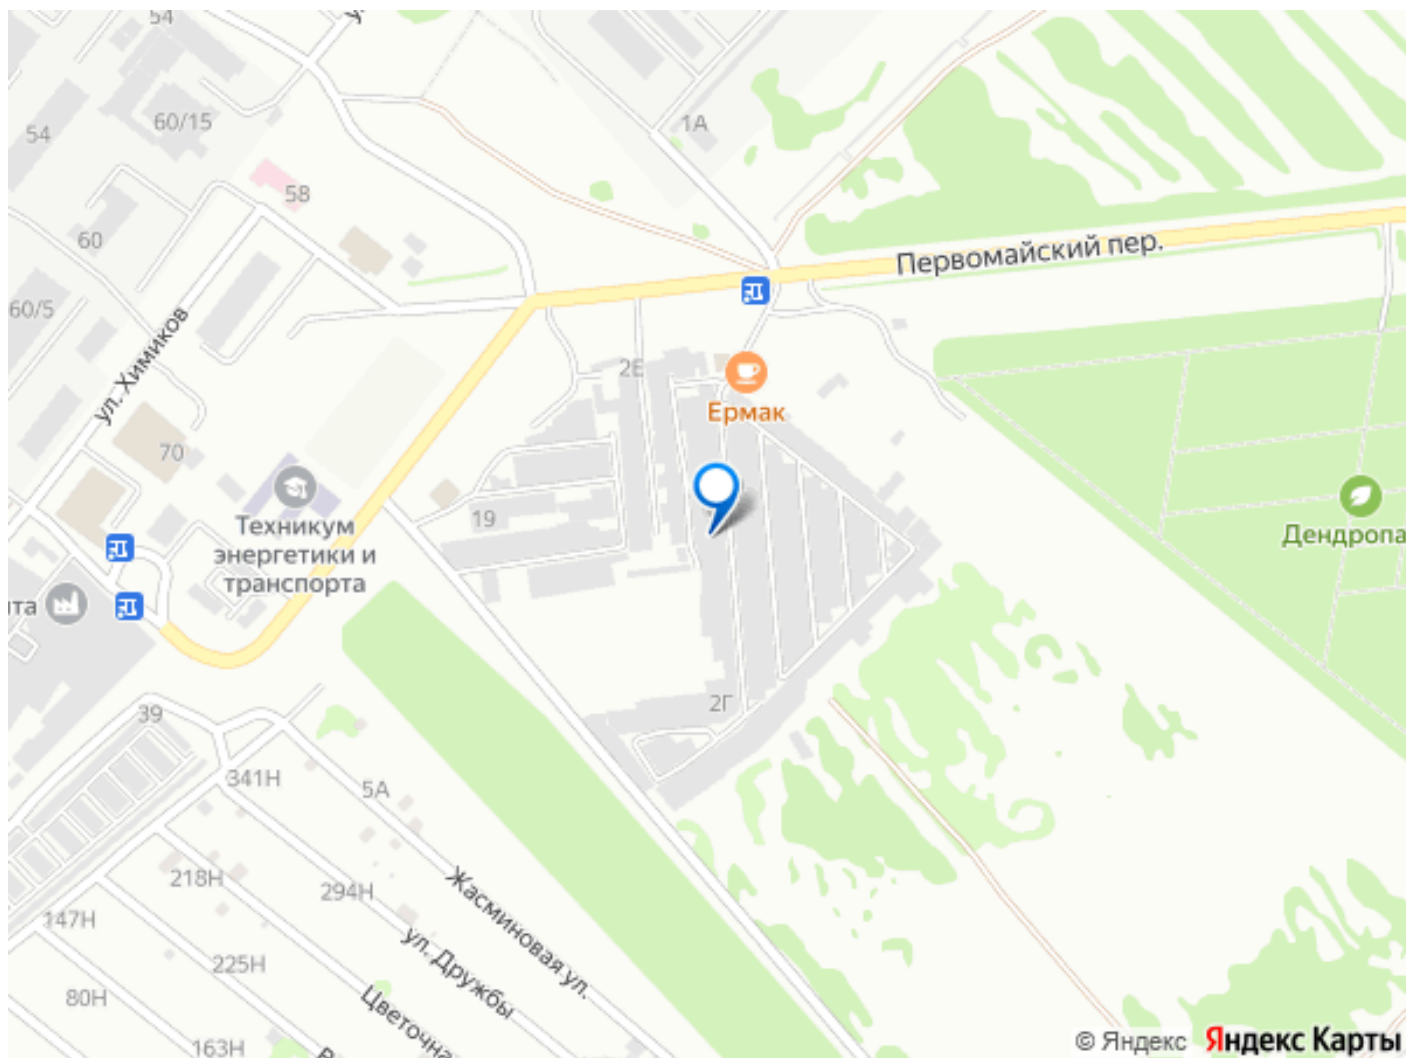 54
60/15
54
1А
58
60
60/5
Первомайский пер.
ул. Химиков
2Е
Ермак
70
19
Техникум
энергетики и
транспорта
Дендропа
та
2Г
39
341Н
5А
218Н
294Н
Жасминовая ул.
147Н
ул. Дружбы
225Н
80Н
Цветочна
163Н
© Яндекс Яндекс Карты